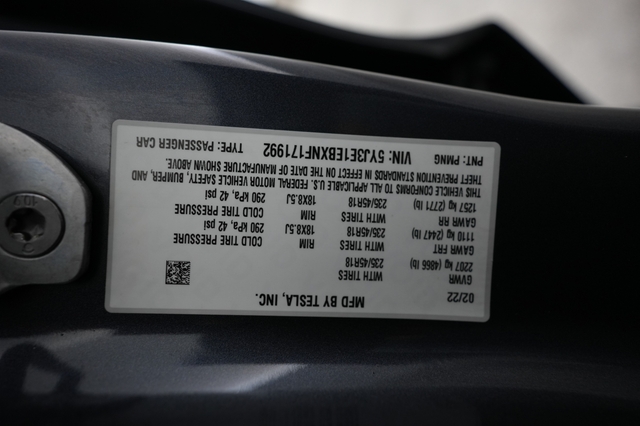 MFD BY TESLA, INC.
02/22
GVWR
2207 kg (4866 lb)
GAWR FRT WITH TIRES RIM COLD TIRE PRESSURE
1110 kg (2447 lb) 235/45R18 18X8.5J 290 kPa, 42 psi
GAWR RR WITH TIRES RIM COLD TIRE PRESSURE
1257 kg (2771 lb) 235/45R18 18X8.5J 290 kPa, 42 psi
THIS VEHICLE CONFORMS TO ALL APPLICABLE U.S. FEDERAL MOTOR VEHICLE SAFETY, BUMPER, AND
THEFT PREVENTION STANDARDS IN EFFECT ON THE DATE OF MANUFACTURE SHOWN ABOVE.
PNT: PMNG VIN: 5YJ3E1EBXNF171992 TYPE: PASSENGER CAR
10.9